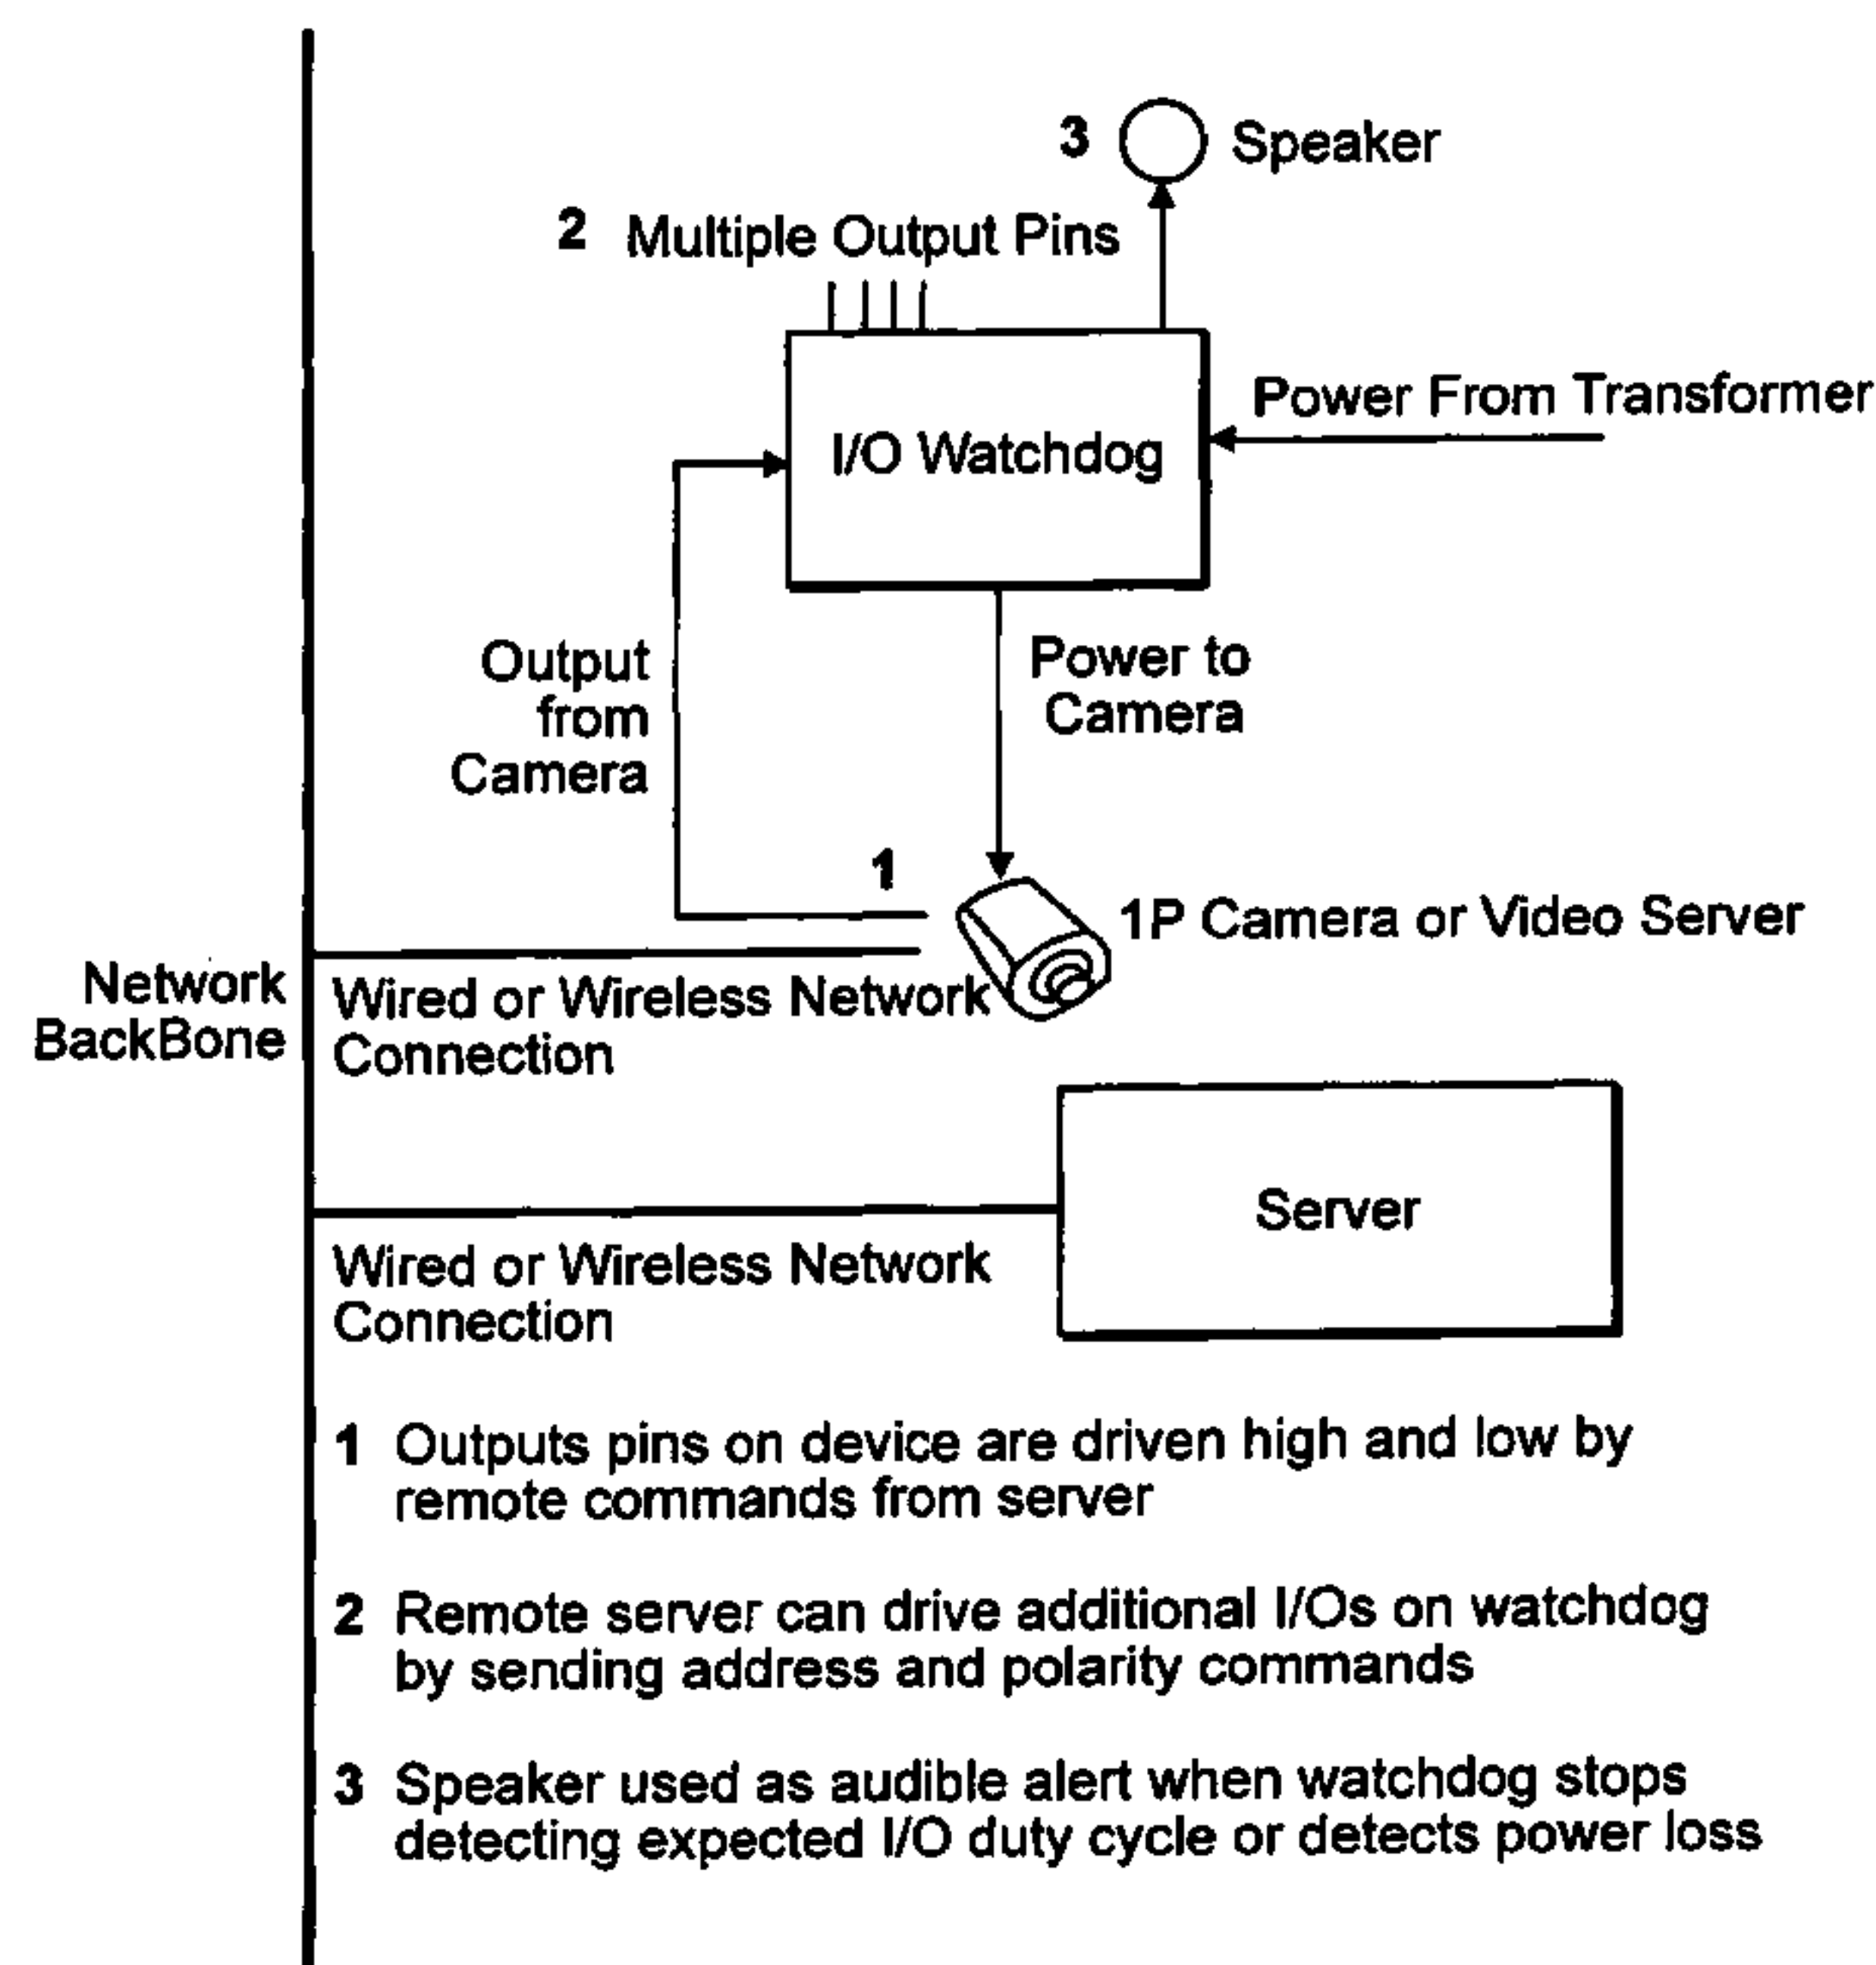 3 Speaker
2 Multiple Output Pins
Power From Transformer
I/O Watchdog
Output
from
Camera
Power to
Camera
1
1P Camera or Video Server
Network
BackBone
Wired or Wireless Network
Connection
Server
Wired or Wireless Network
Connection
1 Outputs pins on device are driven high and low by
remote commands from server
2 Remote server can drive additional I/Os on watchdog
by sending address and polarity commands
3 Speaker used as audible alert when watchdog stops
detecting expected I/O duty cycle or detects power loss